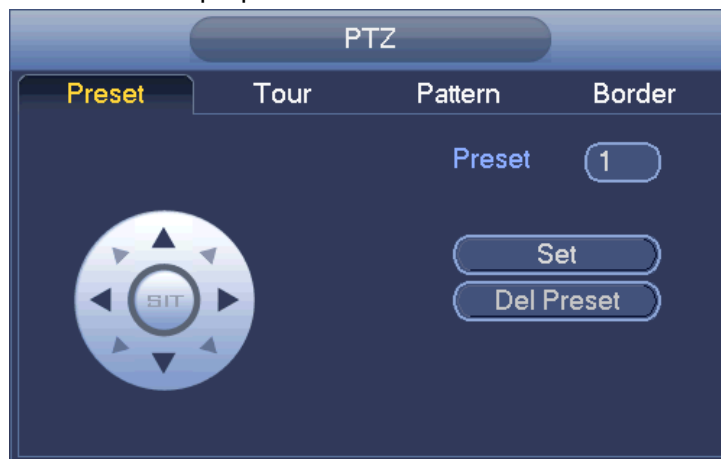 PTZ
Preset Tour Pattern Border
Preset 1
Set
SIT
Del Preset